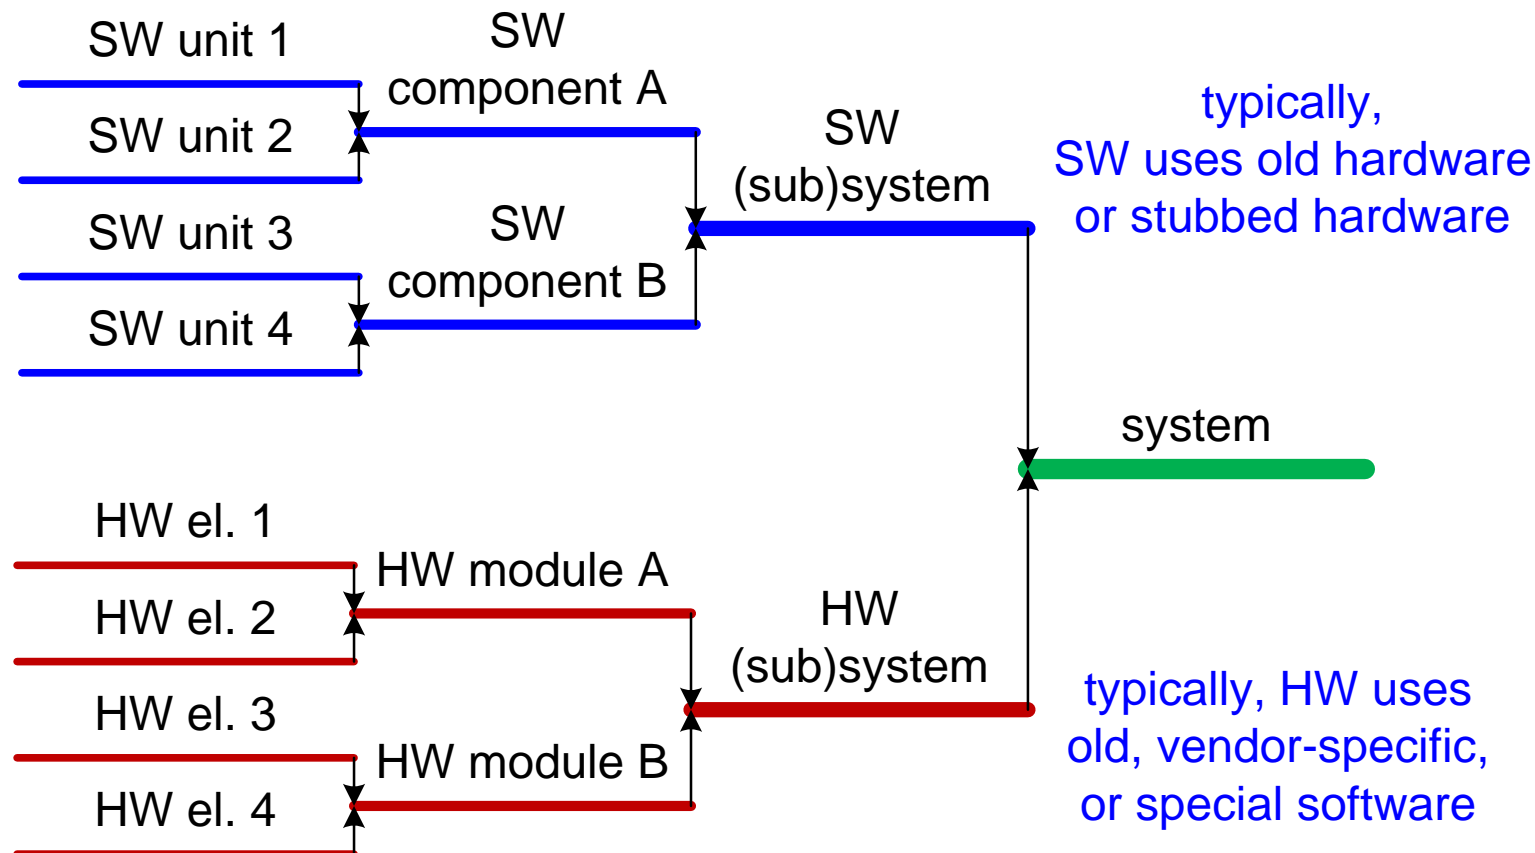 SW unit 1
SW unit 2
SW unit 3
SW unit 4
SW
component A
SW
component B
SW
(sub)system
typically,
SW uses old hardware
or stubbed hardware
system
HW el. 1
HW el. 2
HW el. 3
HW el. 4
HW module A
HW module B
HW
(sub)system
typically, HW uses
old, vendor-specific,
or special software